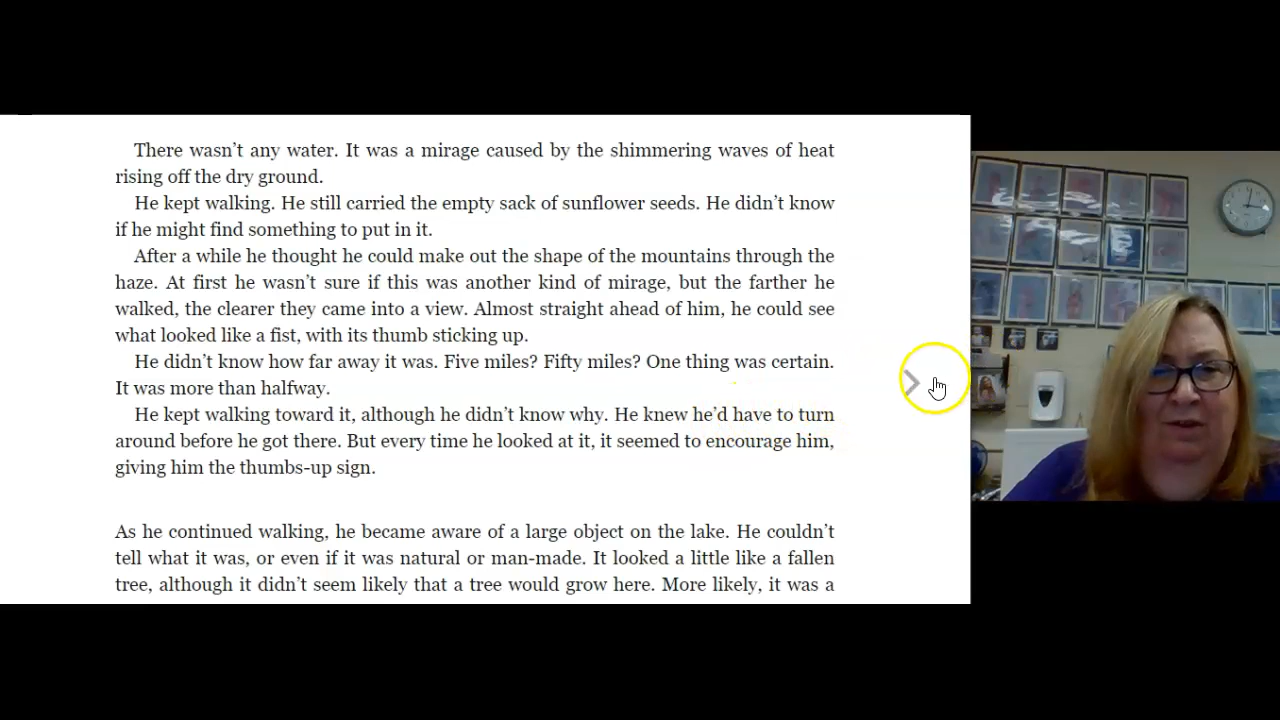 There wasn’t any water. It was a mirage caused by the shimmering waves of heat
rising off the dry ground.
He kept walking. He still carried the empty sack of sunflower seeds. He didn’t know
if he might find something to put in it.
After a while he thought he could make out the shape of the mountains through the
haze. At first he wasn’t sure if this was another kind of mirage, but the farther he
walked, the clearer they came into a view. Almost straight ahead of him, he could see
what looked like a fist, with its thumb sticking up.
He didn’t know how far away it was. Five miles? Fifty miles? One thing was certain.
It was more than halfway.
He kept walking toward it, although he didn’t know why. He knew he’d have to turn
around before he got there. But every time he looked at it, it seemed to encourage him,
giving him the thumbs-up sign.
As he continued walking, he became aware of a large object on the lake. He couldn’t
tell what it was, or even if it was natural or man-made. It looked a little like a fallen
tree, although it didn’t seem likely that a tree would grow here. More likely, it was a